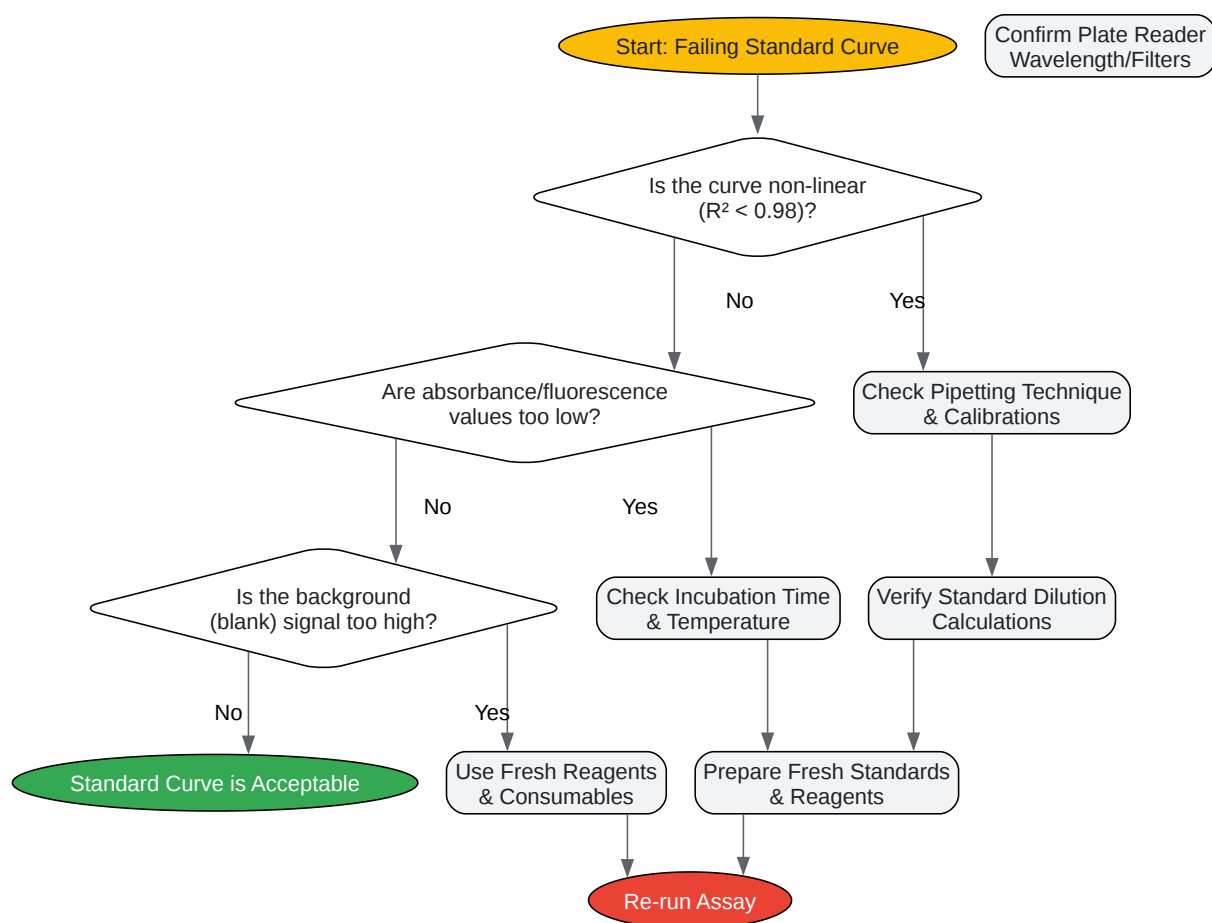 Start: Failing Standard Curve
Confirm Plate Reader
Wavelength/Filters
Is the curve non-linear
(R² < 0.98)?
No
Yes
Are absorbance/fluorescence
values too low?
Check Pipetting Technique
& Calibrations
No
Yes
Is the background
(blank) signal too high?
Check Incubation Time
& Temperature
Verify Standard Dilution
Calculations
No
Yes
Standard Curve is Acceptable
Use Fresh Reagents
& Consumables
Prepare Fresh Standards
& Reagents
Re-run Assay